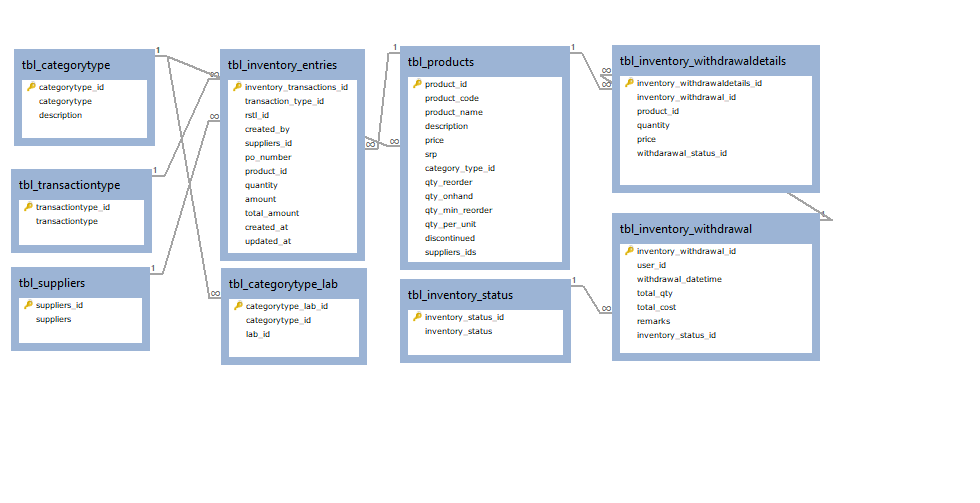 tbl_categorytype
categorytype_id
categorytype
description
tbl_transactiontype
transactiontype_id
transactiontype
tbl_suppliers
suppliers_id
suppliers
tbl_inventory_entries
inventory_transactions_id
transaction_type_id
rstl_id
created_by
suppliers_id
po_number
product_id
quantity
amount
total_amount
created_at
updated_at
tbl_categorytype_lab
categorytype_lab_id
categorytype_id
lab_id
tbl_products
product_id
product_code
product_name
description
price
srp
category_type_id
qty_reorder
qty_onhand
qty_min_reorder
qty_per_unit
discontinued
suppliers_ids
tbl_inventory_status
inventory_status_id
inventory_status
tbl_inventory_withdrawaldetails
inventory_withdrawaldetails_id
inventory_withdrawal_id
product_id
quantity
price
withdarawal_status_id
tbl_inventory_withdrawal
inventory_withdrawal_id
user_id
withdrawal_datetime
total_qty
total_cost
remarks
inventory_status_id
1
∞
1
∞
1
∞
1
∞
∞
1
∞
∞
1
1
∞